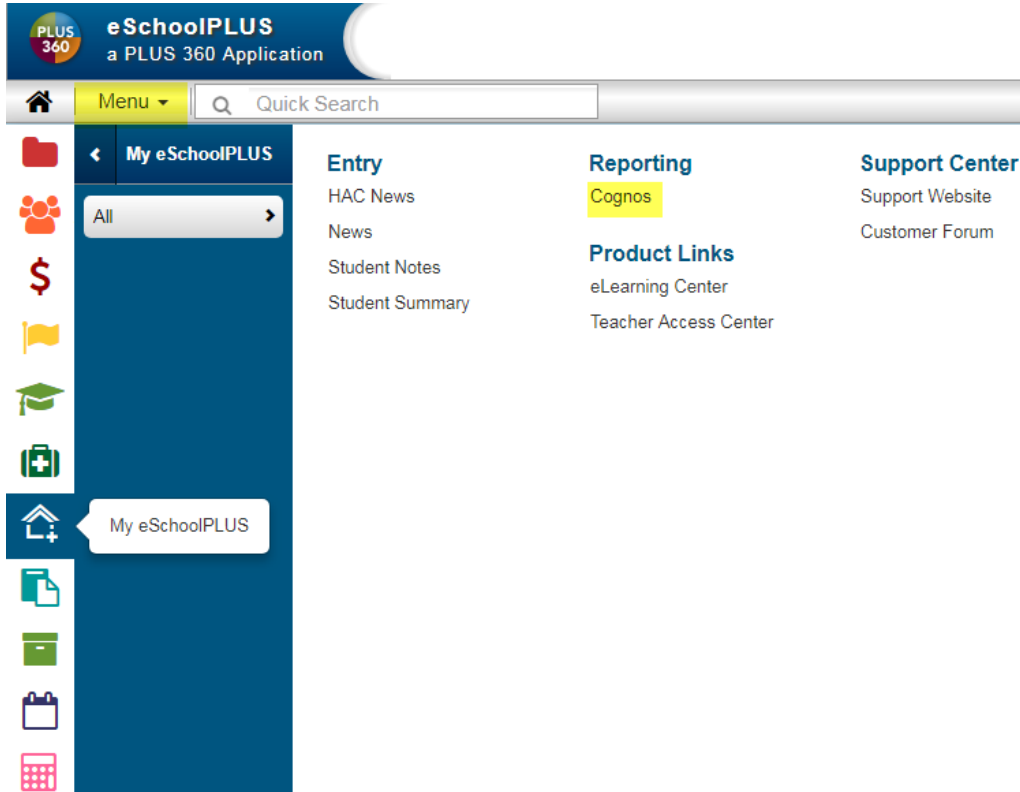 PLUS
360
eSchoolPLUS
a PLUS 360 Application
Menu
Quick Search
My eSchoolPLUS
All
My eSchoolPLUS
Entry
HAC News
News
Student Notes
Student Summary
Reporting
Cognos
Product Links
eLearning Center
Teacher Access Center
Support Center
Support Website
Customer Forum